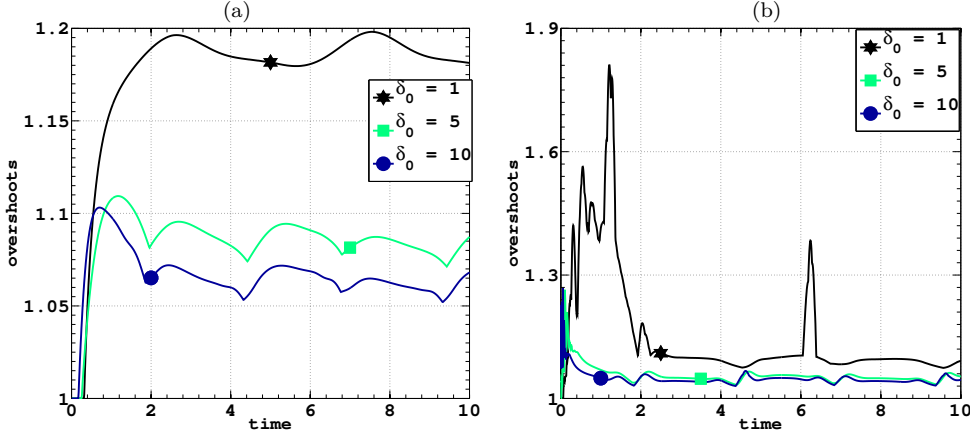 (a)
overshoots
1.2
1.15
1.1
1.05
1
0
2
4
6
8
10
time
δ₀ = 1
δ₀ = 5
δ₀ = 10
(b)
overshoots
1.9
1.6
1.3
1
0
2
4
6
8
10
time
δ₀ = 1
δ₀ = 5
δ₀ = 10